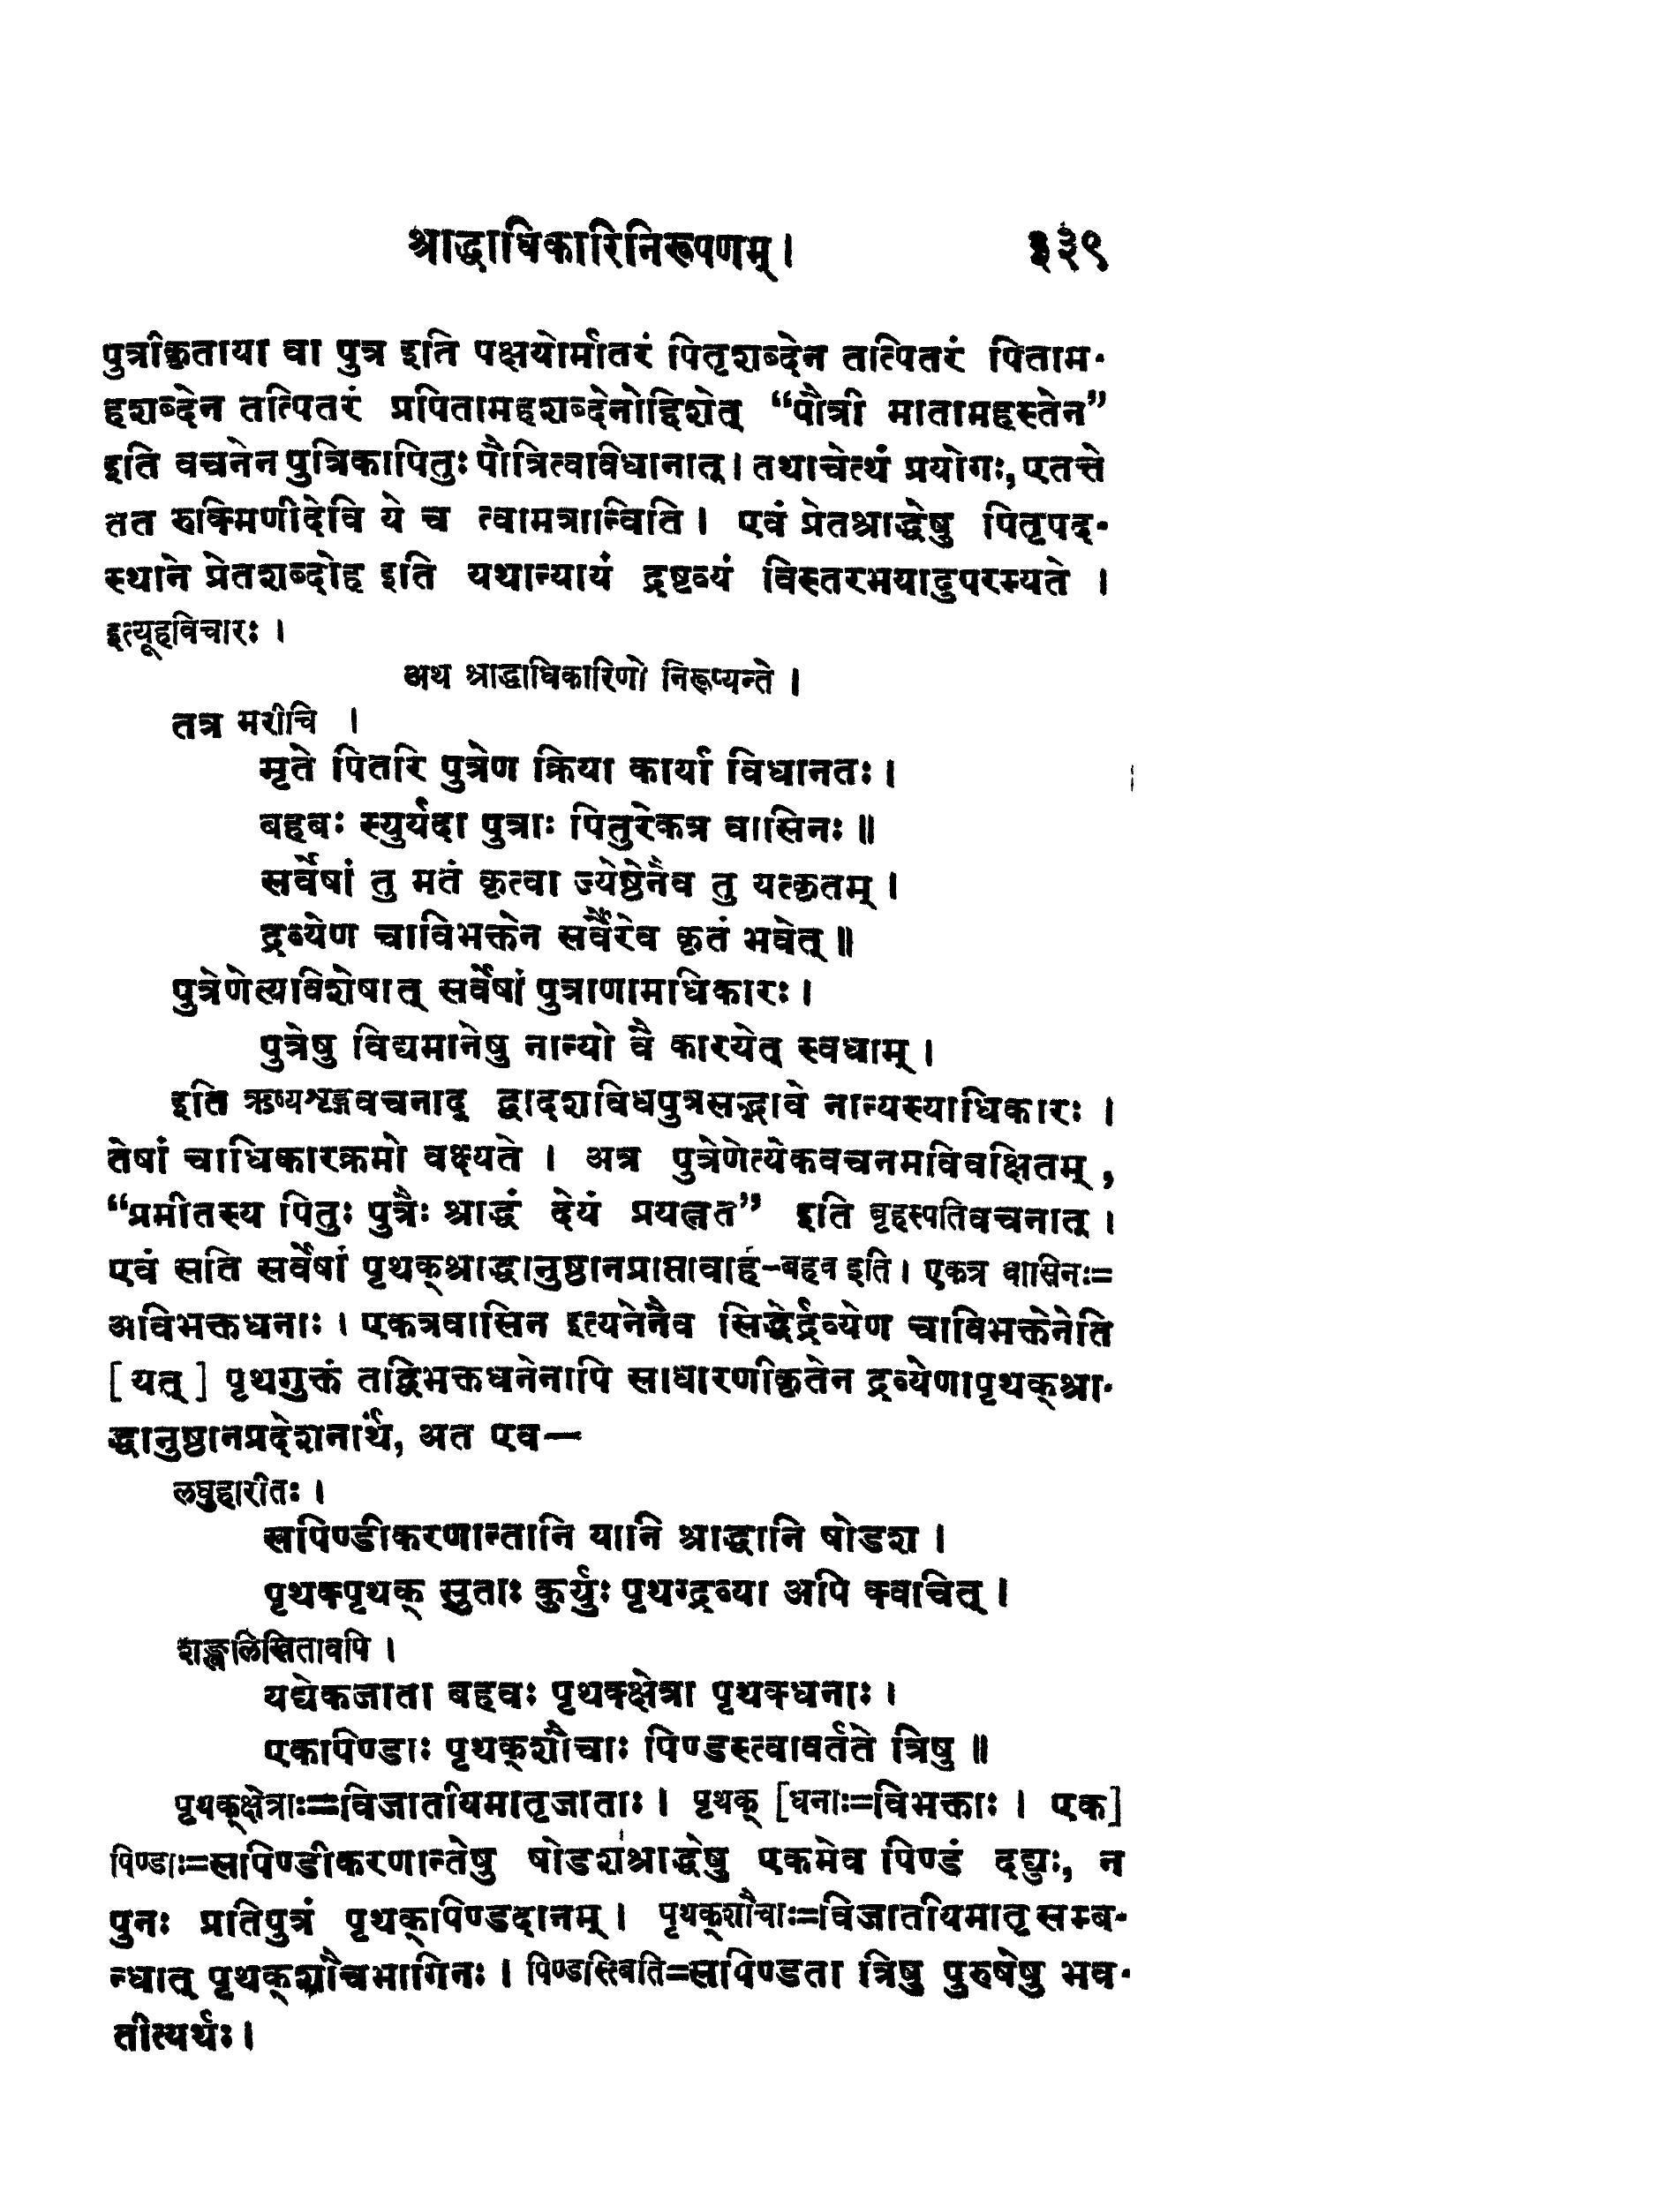 श्राद्धाधिकारिनिरूपणम् । ३३९
पुत्रीकृताया वा पुत्र इति पक्षयोर्मातरं पितृशब्देन तत्पितरं पिताम-
हशब्देन तत्पितरं प्रपितामहशब्देनोद्दिशेत् “पौत्री मातामहस्तेन”
इति वचनेन पुत्रिकापितुः पौत्रित्वाविधानात् । तथाचेत्थं प्रयोगः, एतत्ते
तत रुक्मिणीदेवि ये च त्वामत्रान्विति । एवं प्रेतश्राद्धेषु पितृपद-
स्थाने प्रेतशब्दोह इति यथान्यायं द्रष्टव्यं विस्तरभयादुपरम्यते ।
इत्यूहविचारः ।
अथ श्राद्धाधिकारिणो निरूप्यन्ते ।
तत्र मरीचि ।
मृते पितरि पुत्रेण क्रिया कार्या विधानतः ।
बहबः स्युर्यदा पुत्राः पितुरेकत्र वासिनः ॥
सर्वेषां तु मतं कृत्वा ज्येष्ठेनैव तु यत्कृतम् ।
द्रव्येण चाविभक्तेन सर्वैरेव कृतं भवेत् ॥
पुत्रेणेत्यविशेषात् सर्वेषां पुत्राणामधिकारः ।
पुत्रेषु विद्यमानेषु नान्यो वै कारयेत् स्वधाम् ।
इति ऋष्यशृङ्गवचनाद् द्वादशविधपुत्रसद्भावे नान्यस्याधिकारः ।
तेषां चाधिकारक्रमो वक्ष्यते । अत्र पुत्रेणेत्येकवचनमविवक्षितम्,
“प्रमीतस्य पितुः पुत्रैः श्राद्धं देयं प्रयत्नत” इति बृहस्पतिवचनात् ।
एवं सति सर्वेषां पृथक्श्राद्धानुष्ठानप्राप्तावाह-बहव इति । एकत्र वासिनः=
अविभक्तधनाः । एकत्रवासिन इत्यनेनैव सिद्धेर्द्रव्येण चाविभक्तेनेति
[ यत् ] पृथगुक्तं तद्विभक्तधनेनापि साधारणीकृतेन द्रव्येणापृथक्श्रा-
द्धानुष्ठानप्रदेशनार्थं, अत एव—
लघुहारीतः ।
सपिण्डीकरणान्तानि यानि श्राद्धानि षोडश ।
पृथक्पृथक् सुताः कुर्युः पृथग्द्रव्या अपि क्वचित् ।
शङ्खलिखितावपि ।
यद्येकजाता बहवः पृथक्क्षेत्रा पृथक्धनाः ।
एकपिण्डाः पृथक्शौचाः पिण्डस्त्वावर्तते त्रिषु ॥
पृथक्क्षेत्राः=विजातीयमातृजाताः । पृथक् [धनाः=विभक्ताः । एक]
पिण्डाः=सपिण्डीकरणान्तेषु षोडशश्राद्धेषु एकमेव पिण्डं दद्युः, न
पुनः प्रतिपुत्रं पृथक्पिण्डदानम् । पृथक्शौचाः=विजातीयमातृसम्ब-
न्धात् पृथक्शौचभागिनः । पिण्डस्त्विति=सपिण्डता त्रिषु पुरुषेषु भव-
तीत्यर्थः ।